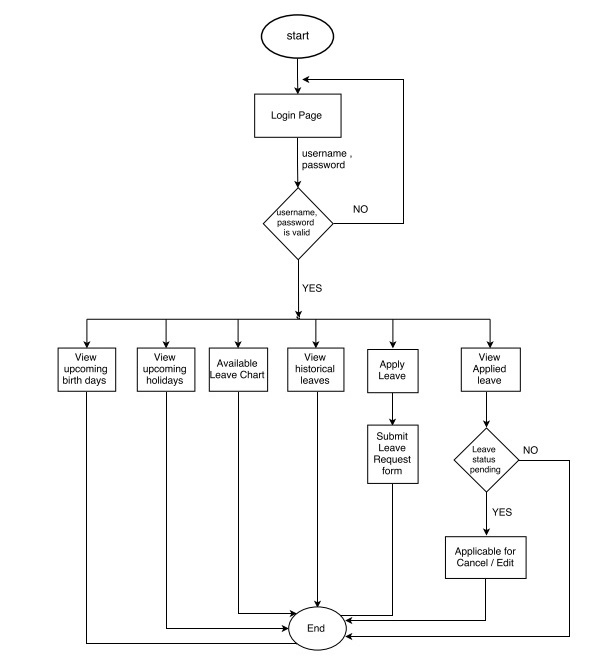 start
Login Page
username ,
password
username,
password
is valid
NO
YES
View
upcoming
birth days
View
upcoming
holidays
Available
Leave Chart
View
historical
leaves
Apply
Leave
View
Applied
leave
Submit
Leave
Request
form
Leave
status
pending
NO
YES
Applicable for
Cancel / Edit
End